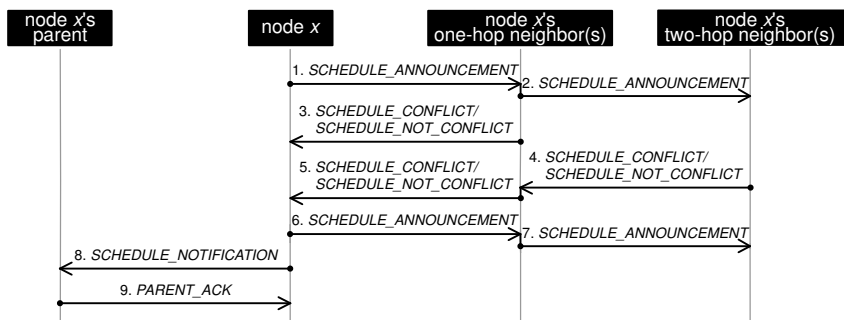 node x's
parent
node x
node x's
one-hop neighbor(s)
node x's
two-hop neighbor(s)
1. SCHEDULE_ANNOUNCEMENT
2. SCHEDULE_ANNOUNCEMENT
3. SCHEDULE_CONFLICT/
SCHEDULE_NOT_CONFLICT
4. SCHEDULE_CONFLICT/
SCHEDULE_NOT_CONFLICT
5. SCHEDULE_CONFLICT/
SCHEDULE_NOT_CONFLICT
6. SCHEDULE_ANNOUNCEMENT
7. SCHEDULE_ANNOUNCEMENT
8. SCHEDULE_NOTIFICATION
9. PARENT_ACK